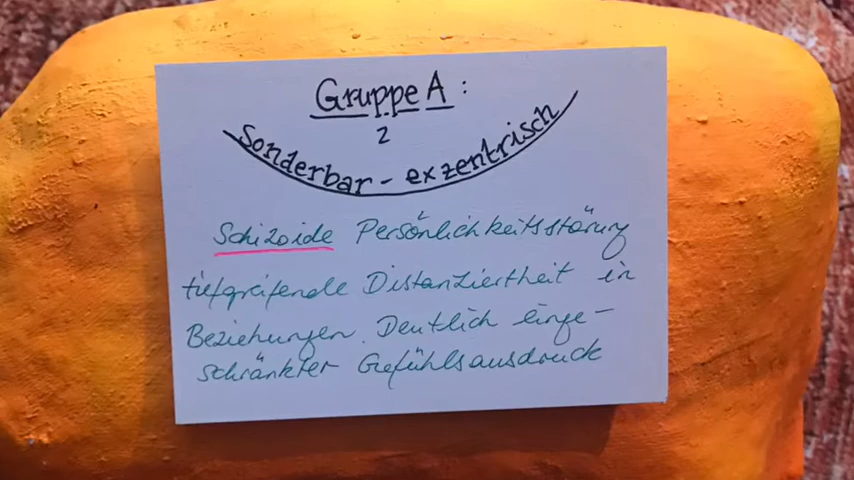 Gruppe A:
2
Sonderbar - exzentrisch
Schizoide Persönlichkeitsstörung
tiefgreifende Distanziertheit in
Beziehungen. Deutlich einge-
schränkter Gefühlsausdruck